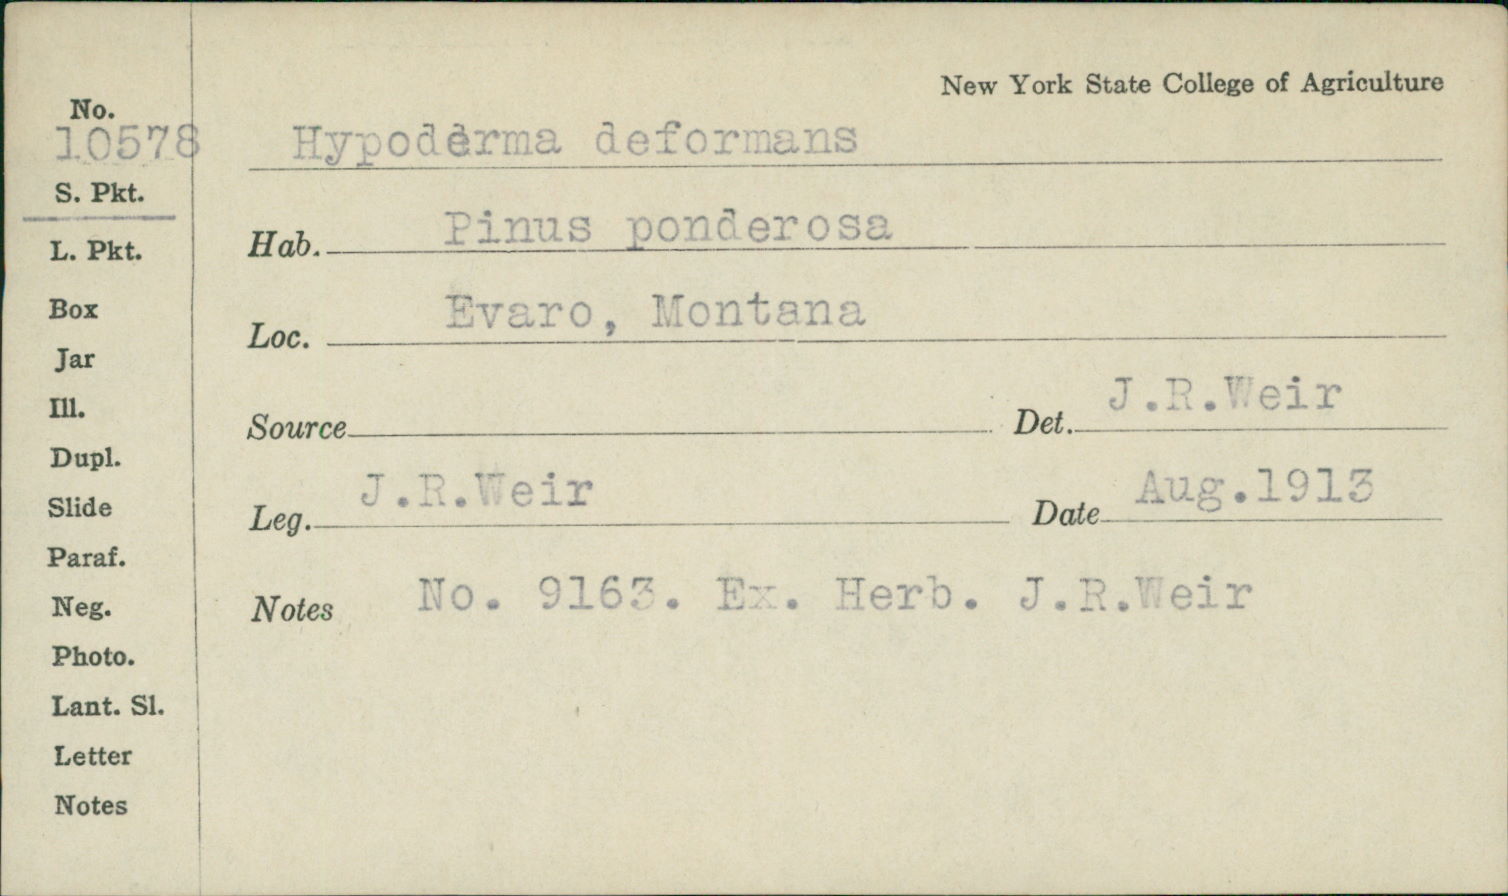 New York State College of Agriculture
No.
10578
Hypoderma deformans
S. Pkt.
Hab. Pinus ponderosa
L. Pkt.
Loc. Evaro, Montana
Box
Jar
Ill.
Source Det. J.R.Weir
Dupl.
Slide
Leg. J.R.Weir Date Aug.1913
Paraf.
Neg.
Notes No. 9163. Ex. Herb. J.R.Weir
Photo.
Lant. Sl.
Letter
Notes